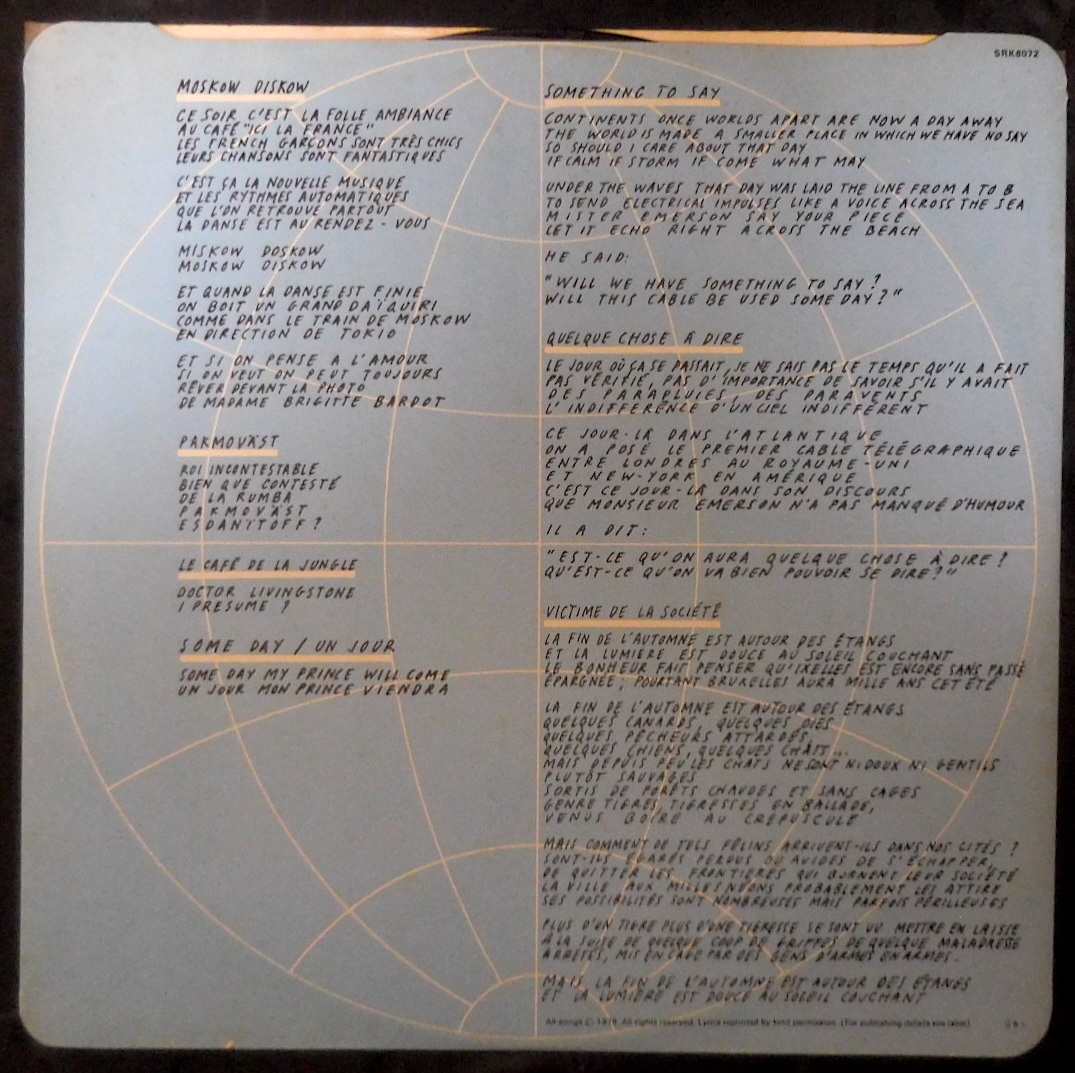 SRK6072
MOSKOW DISKOW
CE SOIR C'EST LA FOLLE AMBIANCE
AU CAFÉ "ICI LA FRANCE"
LES FRENCH GARÇONS SONT TRÈS CHICS
LEURS CHANSONS SONT FANTASTIQUES
C'EST ÇA LA NOUVELLE MUSIQUE
ET LES RYTHMES AUTOMATIQUES
QUE L'ON RETROUVE PARTOUT
LA DANSE EST AU RENDEZ-VOUS
MISKOW DOSKOW
MOSKOW DISKOW
ET QUAND LA DANSE EST FINIE
ON BOIT UN GRAND DAÏQUIRI
COMME DANS LE TRAIN DE MOSKOW
EN DIRECTION DE TOKIO
ET SI ON PENSE A L'AMOUR
SI ON VEUT ON PEUT TOUJOURS
RÊVER DEVANT LA PHOTO
DE MADAME BRIGITTE BARDOT
PAKMOVÄST
ROI INCONTESTABLE
BIEN QUE CONTESTÉ
DE LA RUMBA
PAKMOVÄST
ESDANITOFF?
LE CAFÉ DE LA JUNGLE
DOCTOR LIVINGSTONE
I PRESUME ?
SOME DAY / UN JOUR
SOME DAY MY PRINCE WILL COME
UN JOUR MON PRINCE VIENDRA
SOMETHING TO SAY
CONTINENTS ONCE WORLDS APART ARE NOW A DAY AWAY
THE WORLD IS MADE A SMALLER PLACE IN WHICH WE HAVE NO SAY
SO SHOULD I CARE ABOUT THAT DAY
IF CALM IF STORM IF COME WHAT MAY
UNDER THE WAVES THAT DAY WAS LAID THE LINE FROM A TO B
TO SEND ELECTRICAL IMPULSES LIKE A VOICE ACROSS THE SEA
MISTER EMERSON SAY YOUR PIECE
LET IT ECHO RIGHT ACROSS THE BEACH
HE SAID:
"WILL WE HAVE SOMETHING TO SAY?
WILL THIS CABLE BE USED SOME DAY?"
QUELQUE CHOSE À DIRE
LE JOUR OÙ ÇA SE PASSAIT, JE NE SAIS PAS LE TEMPS QU'IL A FAIT
PAS VÉRIFIÉ, PAS D'IMPORTANCE DE SAVOIR S'IL Y AVAIT
DES PARAPLUIES, DES PARAVENTS
L'INDIFFÉRENCE D'UN CIEL INDIFFÉRENT
CE JOUR-LÀ DANS L'ATLANTIQUE
ON A POSÉ LE PREMIER CABLE TÉLÉGRAPHIQUE
ENTRE LONDRES AU ROYAUME-UNI
ET NEW-YORK EN AMÉRIQUE
C'EST CE JOUR-LÀ DANS SON DISCOURS
QUE MONSIEUR EMERSON N'A PAS MANQUÉ D'HUMOUR
IL A DIT:
"EST-CE QU'ON AURA QUELQUE CHOSE À DIRE?
QU'EST-CE QU'ON VA BIEN POUVOIR SE DIRE?"
VICTIME DE LA SOCIÉTÉ
LA FIN DE L'AUTOMNE EST AUTOUR DES ÉTANGS
ET LA LUMIÈRE EST DOUCE AU SOLEIL COUCHANT
LE BONHEUR FAIT PENSER QU'IXELLES EST ENCORE SANS PASSÉ
ÉPARGNÉE; POURTANT BRUXELLES AURA MILLE ANS CET ÉTÉ
LA FIN DE L'AUTOMNE EST AUTOUR DES ÉTANGS
QUELQUES CANARDS, QUELQUES OIES
QUELQUES PÊCHEURS ATTARDÉS,
QUELQUES CHIENS, QUELQUES CHATS...
MAIS DEPUIS PEU LES CHATS NE SONT NI DOUX NI GENTILS
PLUTÔT SAUVAGES
SORTIS DE FORÊTS CHAUDES ET SANS CAGES
GENRE TIGRES, TIGRESSES EN BALLADE,
VENUS BOIRE AU CRÉPUSCULE
MAIS COMMENT DE TELS FÉLINS ARRIVENT-ILS DANS NOS CITÉS ?
SONT-ILS ÉGARÉS PERDUS OU AVIDES DE S'ÉCHAPPER,
DE QUITTER LES FRONTIÈRES QUI BORNENT LEUR SOCIÉTÉ
LA VILLE AUX MILLES NÉONS PROBABLEMENT LES ATTIRE
SES POSSIBILITÉS SONT NOMBREUSES MAIS PARFOIS PÉRILLEUSES
PLUS D'UN TIGRE PLUS D'UNE TIGRESSE SE SONT VU METTRE EN LAISSE
À LA SUITE DE QUELQUE COUP DE GRIFFES DE QUELQUE MALADRESSE
ARRÊTÉS, MIS EN CAGE PAR DES GENS D'ARMES EN ARMES.
MAIS LA FIN DE L'AUTOMNE EST AUTOUR DES ÉTANGS
ET LA LUMIÈRE EST DOUCE AU SOLEIL COUCHANT
All songs © 1979. All rights reserved. Lyrics reprinted by kind permission. (For publishing details see label)